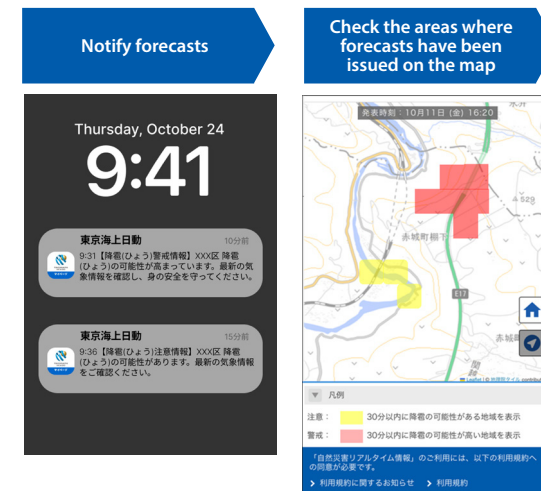 Notify forecasts
Check the areas where
forecasts have been
issued on the map
Thursday, October 24
9:41
東京海上日動 10分前
9:31【降雹(ひょう)警戒情報】XXX区 降雹
(ひょう)の可能性が高まっています。最新の気
象情報を確認し、身の安全を守ってください。
東京海上日動 15分前
9:36【降雹(ひょう)注意情報】XXX区 降雹
(ひょう)の可能性があります。最新の気象情報
をご確認ください。
発表時刻：10月11日 (金) 16:20
529
赤城町棚下
E17
赤城
Leaflet
▼ 凡例
注意： 30分以内に降雹の可能性がある地域を表示
警戒： 30分以内に降雹の可能性が高い地域を表示
「自然災害リアルタイム情報」のご利用には、以下の利用規約へ
の同意が必要です。
利用規約に関するお知らせ 利用規約